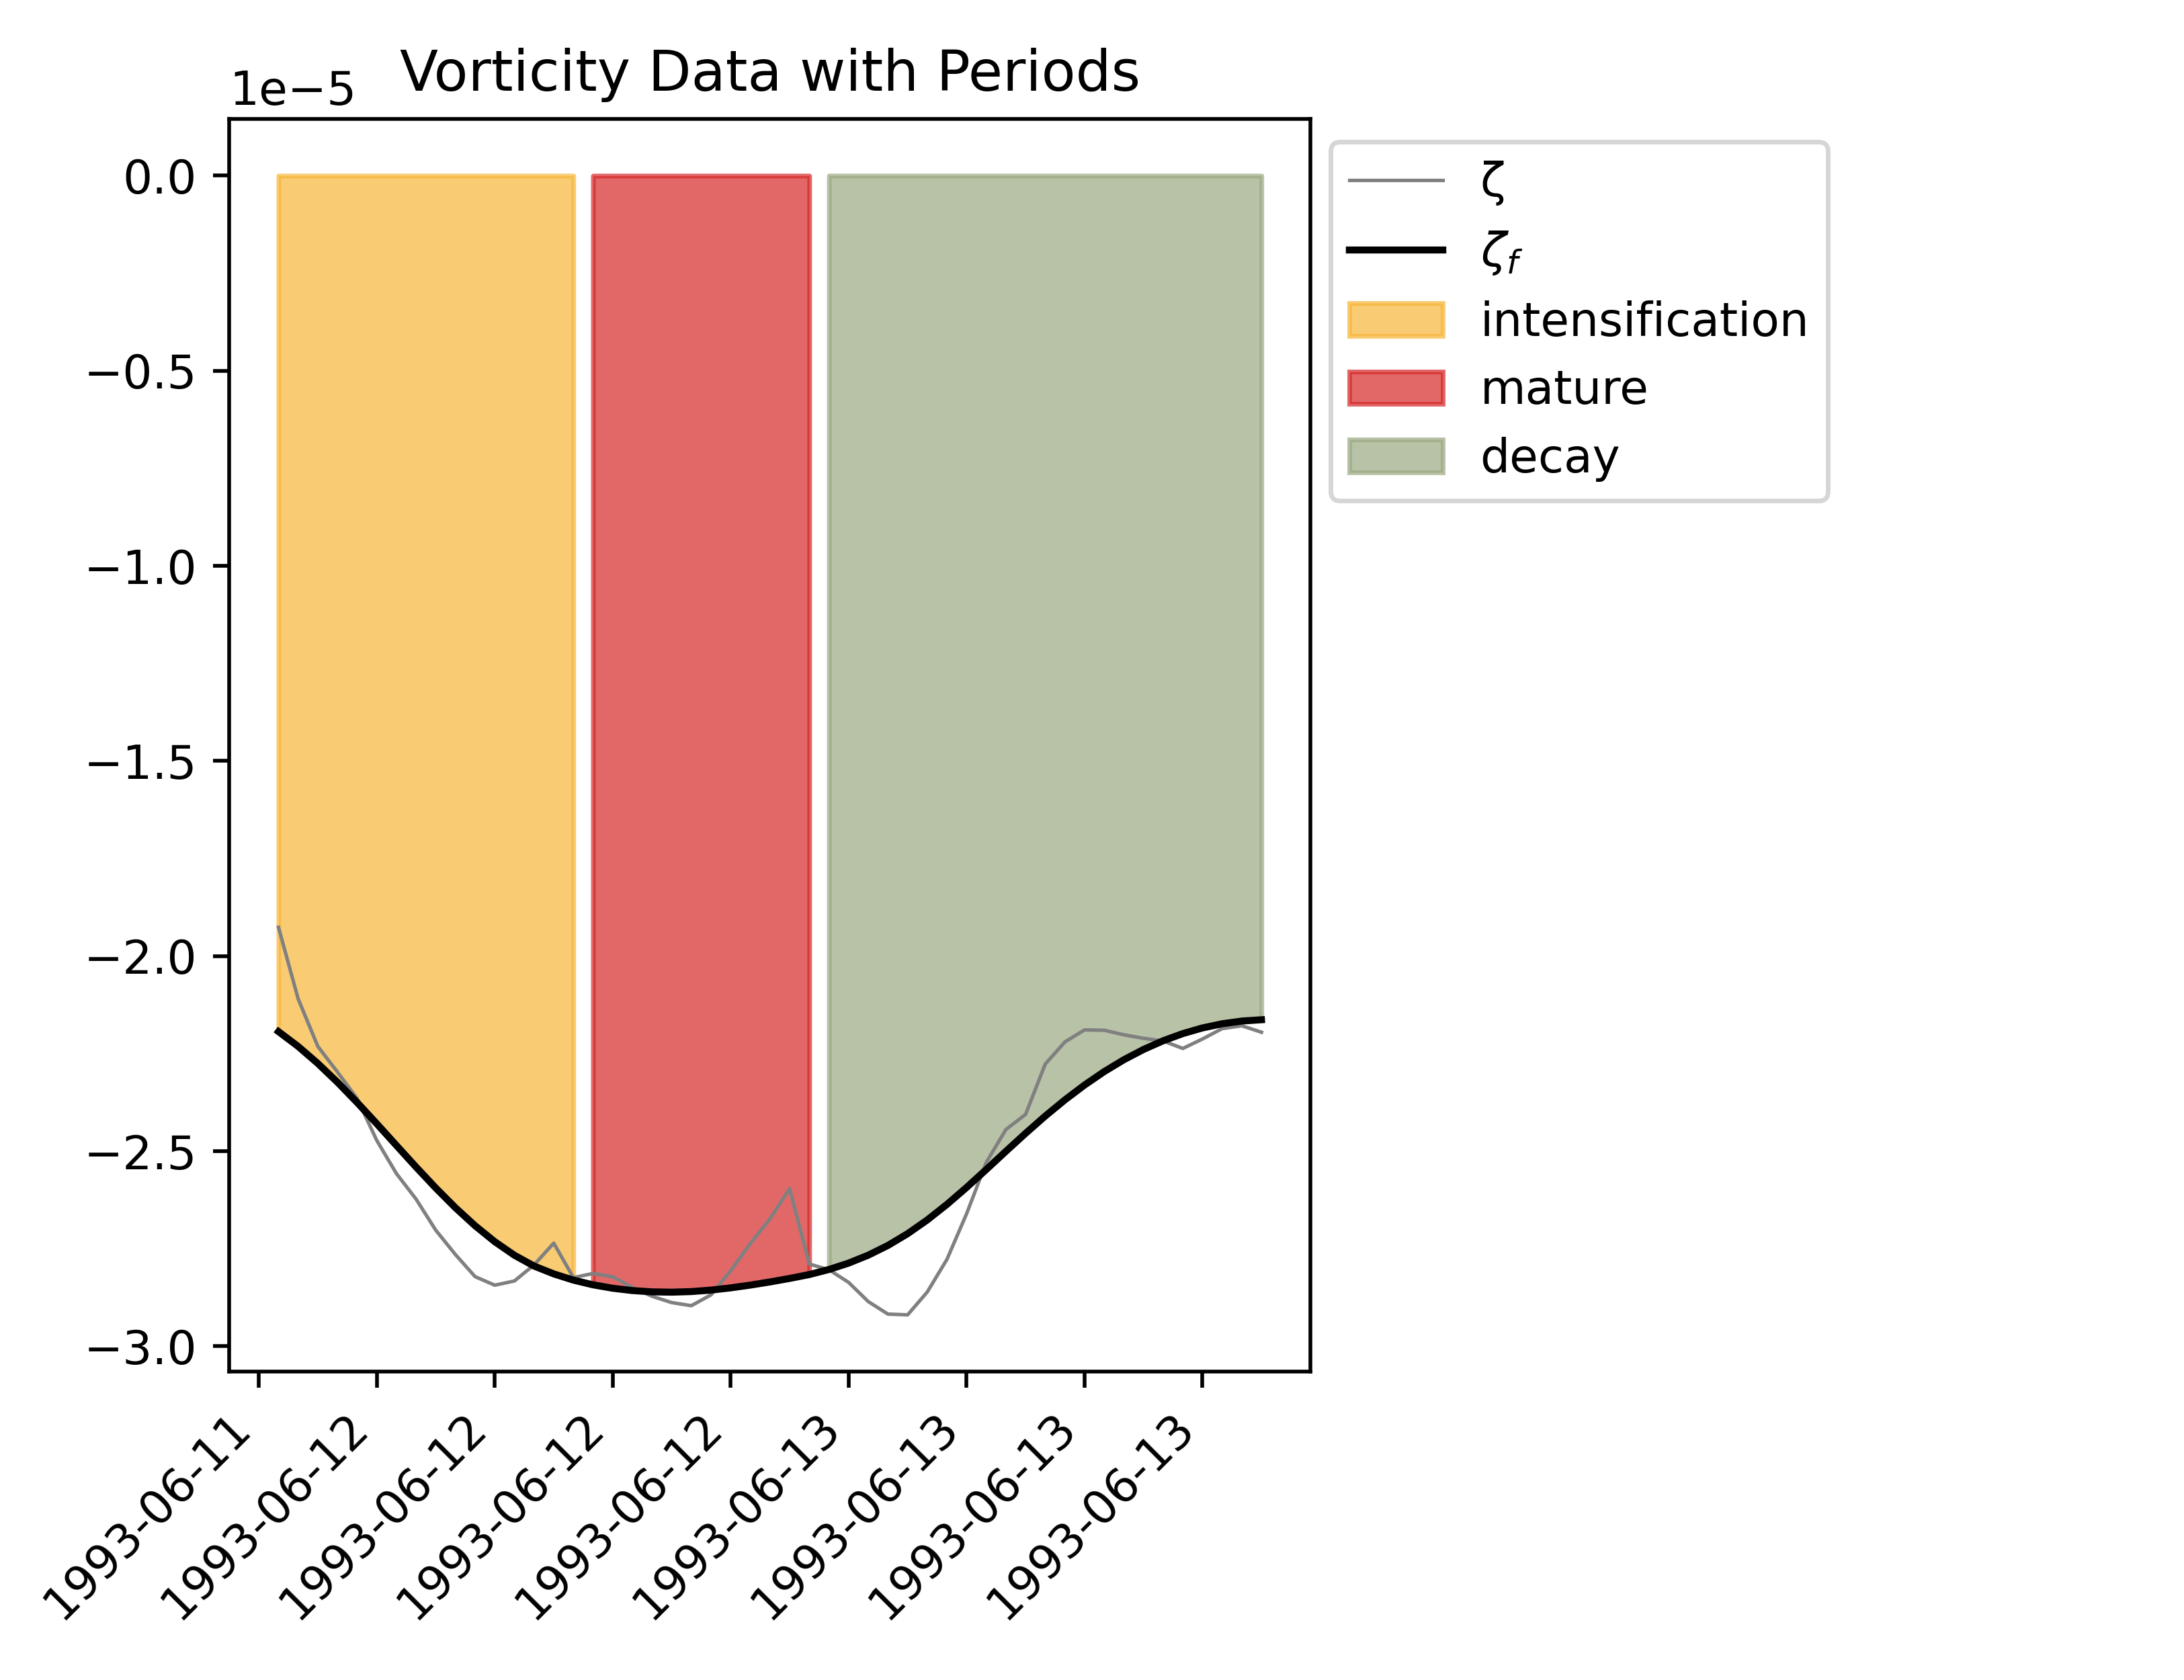 Vorticity Data with Periods
1e−5
0.0
−0.5
−1.0
−1.5
−2.0
−2.5
−3.0
1993-06-11
1993-06-12
1993-06-12
1993-06-12
1993-06-12
1993-06-13
1993-06-13
1993-06-13
1993-06-13
ζ
ζf
intensification
mature
decay